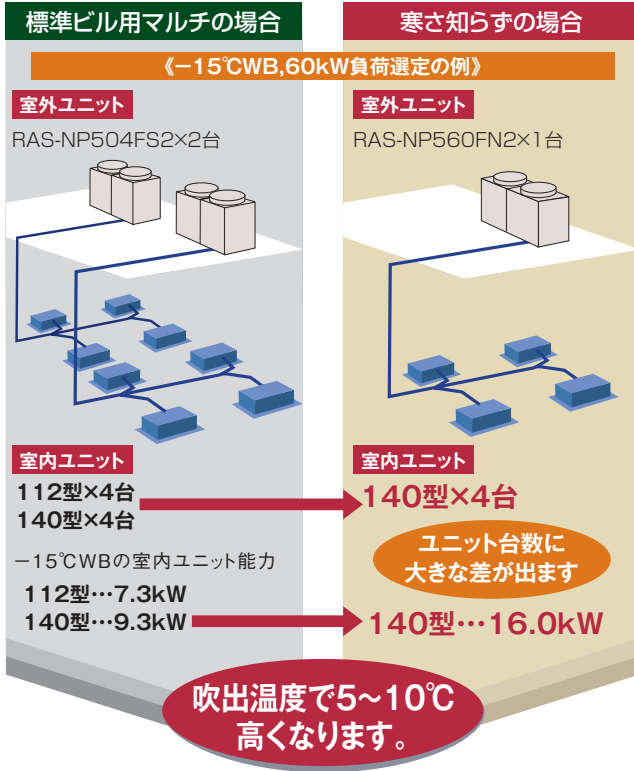 標準ビル用マルチの場合
寒さ知らずの場合
《－15℃WB,60kW負荷選定の例》
室外ユニット
RAS-NP504FS2×2台
室外ユニット
RAS-NP560FN2×1台
室内ユニット
112型×4台
140型×4台
－15℃WBの室内ユニット能力
112型…7.3kW
140型…9.3kW
室内ユニット
140型×4台
ユニット台数に
大きな差が出ます
140型…16.0kW
吹出温度で5～10℃
高くなります。